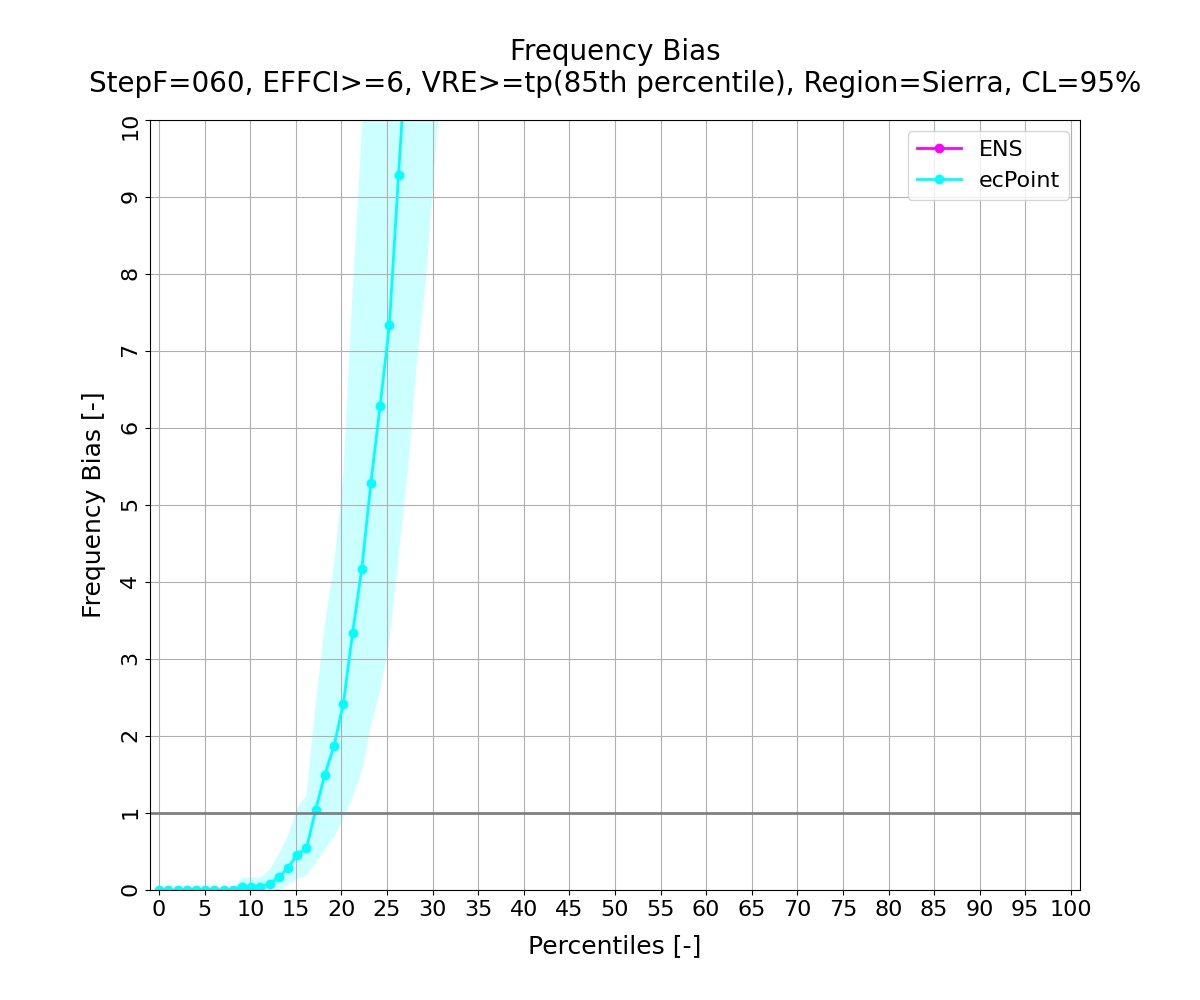 Frequency Bias
StepF=060, EFFCI>=6, VRE>=tp(85th percentile), Region=Sierra, CL=95%
10
9
8
7
6
5
4
3
2
1
0
Frequency Bias [-]
ENS
ecPoint
0 5 10 15 20 25 30 35 40 45 50 55 60 65 70 75 80 85 90 95 100
Percentiles [-]